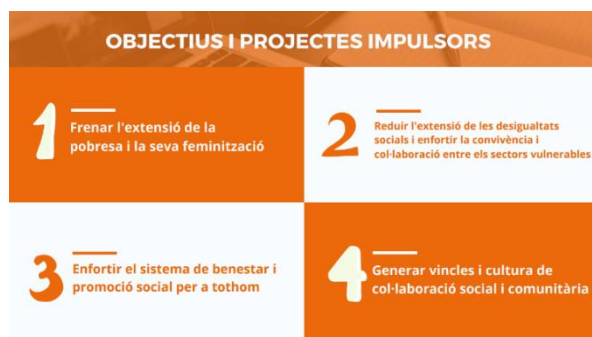 OBJECTIUS I PROJECTES IMPULSORS
1
Frenar l'extensió de la
pobresa i la seva feminització
2
Reduir l'extensió de les desigualtats
socials i enfortir la convivència i
col·laboració entre els sectors vulnerables
3
Enfortir el sistema de benestar i
promoció social per a tothom
4
Generar vincles i cultura de
col·laboració social i comunitària